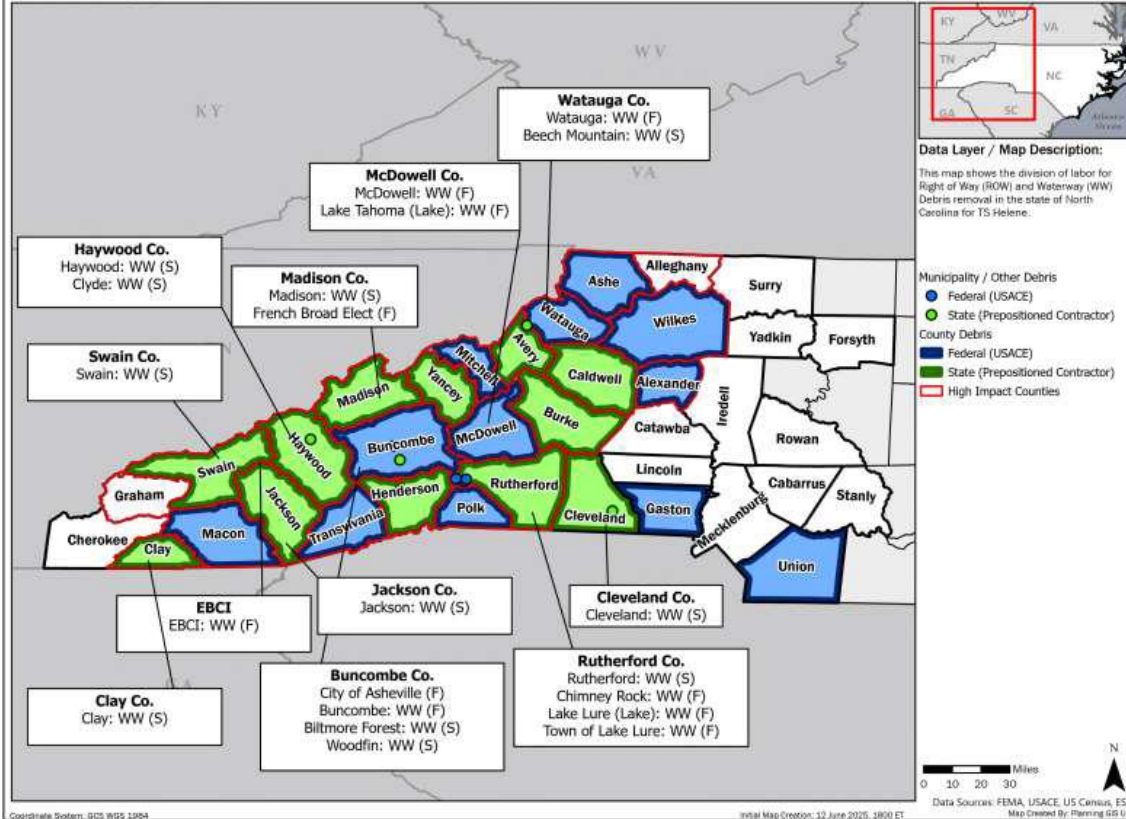 KY
WV
VA
N
GA
Watauga Co.
Watauga: WW (F)
Beech Mountain: WW (S)
McDowell Co.
McDowell: WW (F)
Lake Tahoma (Lake): WW (F)
Haywood Co.
Haywood: WW (S)
Clyde: WW (S)
Madison Co.
Madison: WW (S)
French Broad Elect (F)
Swain Co.
Swain: WW (S)
Ashe
Alleghany
Surry
Watauga
Wilkes
Yadkin
Forsyth
Avery
Mitchell
Caldwell
Alexander
Madison
Yancey
Iredell
Burke
McDowell
Buncombe
Catawba
Rowan
Haywood
Swain
Lincoln
Rutherford
Henderson
Cabarrus
Stanly
Graham
Jackson
Polk
Cleveland
Gaston
Mecklenburg
Transylvania
Macon
Cherokee
Clay
Union
EBCI
EBCI: WW (F)
Jackson Co.
Jackson: WW (S)
Cleveland Co.
Cleveland: WW (S)
Clay Co.
Clay: WW (S)
Buncombe Co.
City of Asheville (F)
Buncombe: WW (F)
Biltmore Forest: WW (S)
Woodfin: WW (S)
Rutherford Co.
Rutherford: WW (S)
Chimney Rock: WW (F)
Lake Lure (Lake): WW (F)
Town of Lake Lure: WW (F)
KY
WV
VA
TN
NC
GA
SC
Atlantic
Ocean
Data Layer / Map Description:
This map shows the division of labor for
Right of Way (ROW) and Waterway (WW)
Debris removal in the state of North
Carolina for TS Helene.
Municipality / Other Debris
Federal (USACE)
State (Prepositioned Contractor)
County Debris
Federal (USACE)
State (Prepositioned Contractor)
High Impact Counties
N
Miles
0 10 20 30
Data Sources: FEMA, USACE, US Census, ES
Map Created By: Planning GIS U
Coordinate System: GCS WGS 1984
Initial Map Creation: 12 June 2025, 1800 ET